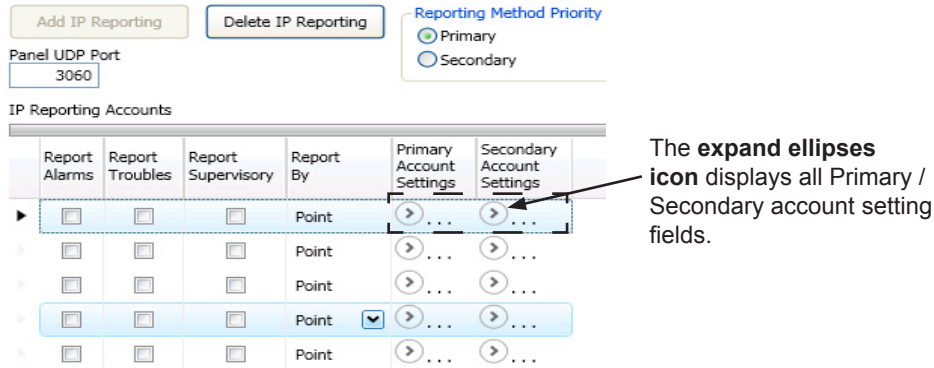 Add IP Reporting Delete IP Reporting
Reporting Method Priority
Primary
Secondary
Panel UDP Port
3060
IP Reporting Accounts
Report Alarms Report Troubles Report Supervisory Report By Primary Account Settings Secondary Account Settings
Point ... ...
Point ... ...
Point ... ...
Point ... ...
Point ... ...
The expand ellipses
icon displays all Primary /
Secondary account setting
fields.